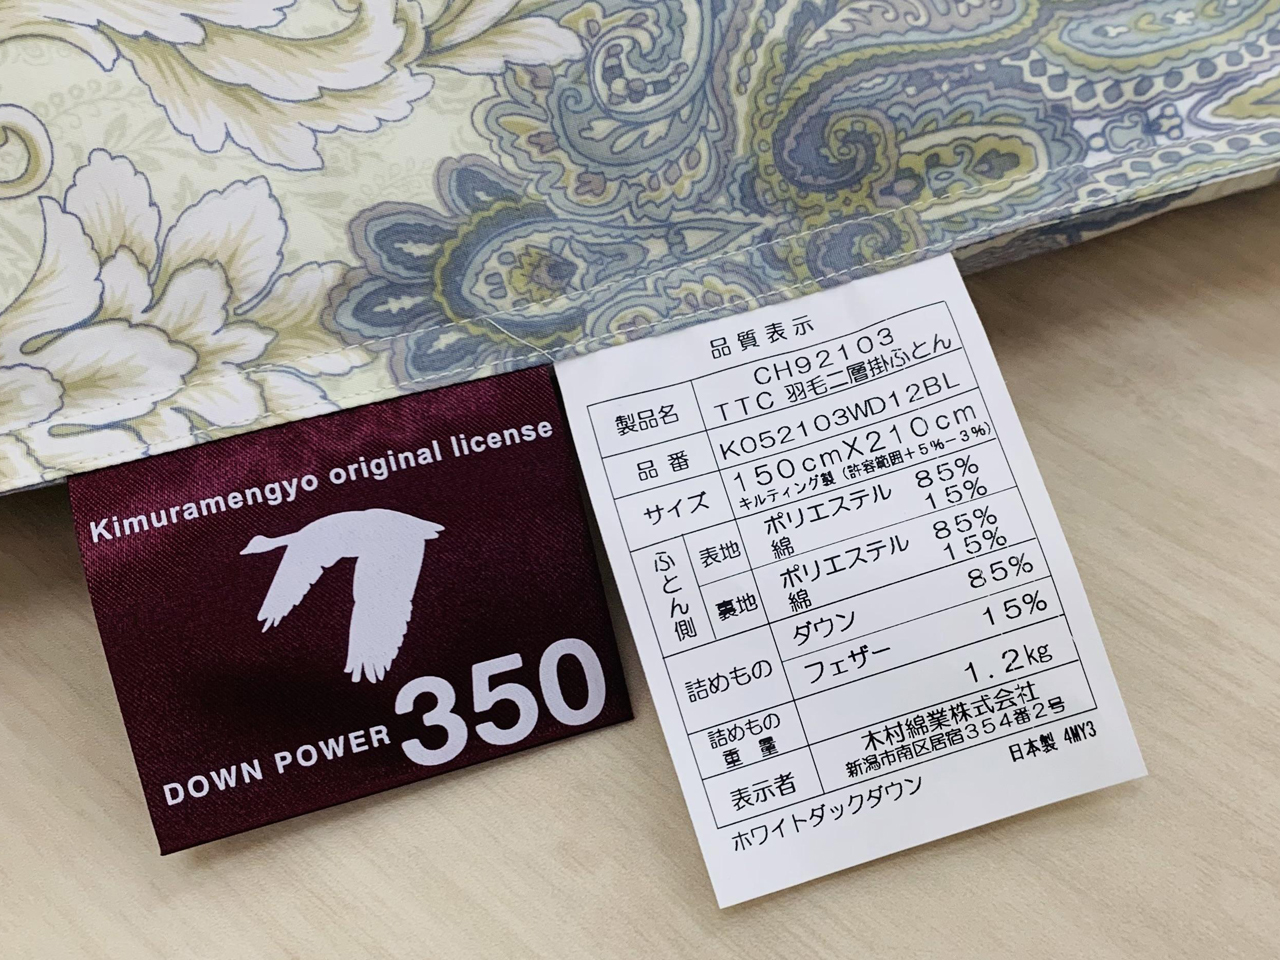 Kimuramengyo original license
DOWN POWER 350
品質表示
製品名
CH92103
TTC 羽毛二層掛ふとん
品番
K052103WD12BL
サイズ
150cmX210cm
キルティング製(許容範囲+5%-3%)
ふとん側
表地
ポリエステル 85%
綿 15%
裏地
ポリエステル 85%
綿 15%
詰めもの
ダウン 85%
フェザー 15%
詰めもの
重量
1.2kg
表示者
木村綿業株式会社
新潟市南区居宿354番2号
ホワイトダックダウン
日本製 4MY3